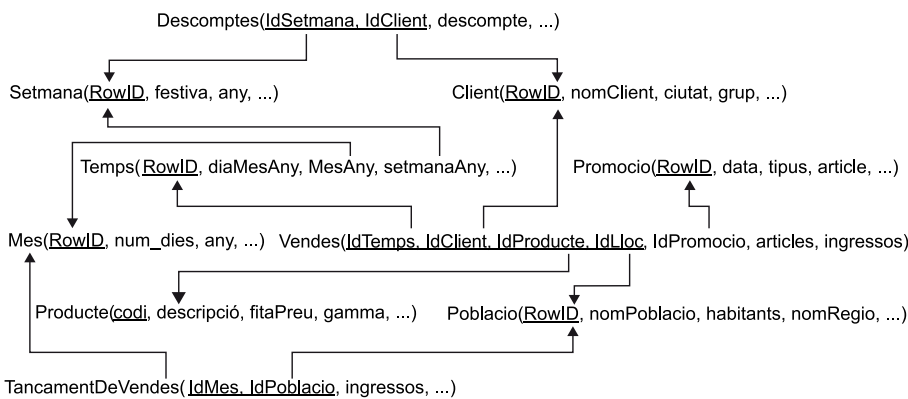 Descomptes(IdSetmana, IdClient, descompte, ...)
Setmana(RowID, festiva, any, ...)
Client(RowID, nomClient, ciutat, grup, ...)
Temps(RowID, diaMesAny, MesAny, setmanaAny, ...)
Promocio(RowID, data, tipus, article, ...)
Mes(RowID, num_dies, any, ...)
Vendes(IdTemps, IdClient, IdProducte, IdLloc, IdPromocio, articles, ingressos)
Producte(codi, descripció, fitaPreu, gamma, ...)
Poblacio(RowID, nomPoblacio, habitants, nomRegio, ...)
TancamentDeVendes( IdMes, IdPoblacio, ingressos, ...)